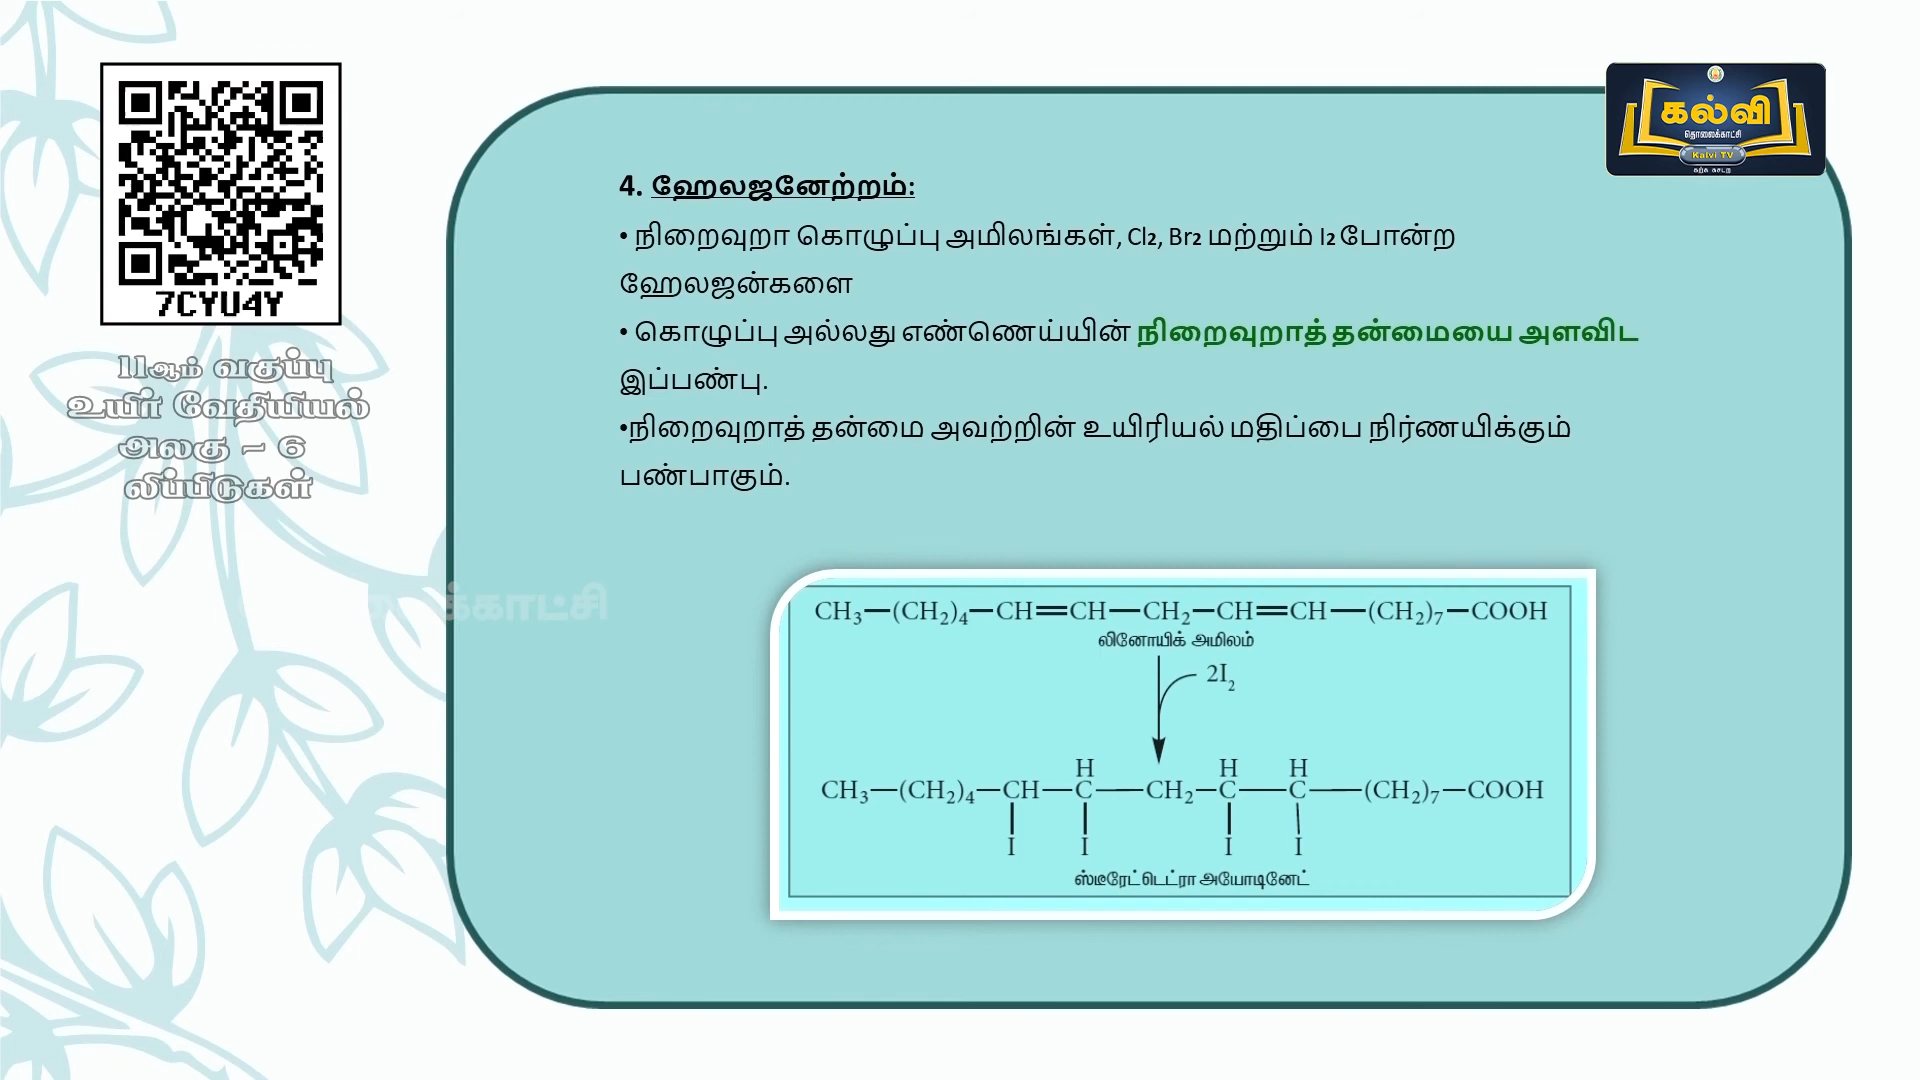 7CYU4Y
11ஆம் வகுப்பு
உயிர் வேதியியல்
அலகு – 6
லிப்பிடுகள்
கல்வி
தொலைக்காட்சி
Kalvi TV
கற்க கசடற
4. ஹேலஜனேற்றம்:
• நிறைவுறா கொழுப்பு அமிலங்கள், Cl₂, Br₂ மற்றும் I₂ போன்ற
ஹேலஜன்களை
• கொழுப்பு அல்லது எண்ணெய்யின் நிறைவுறாத் தன்மையை அளவிட
இப்பண்பு.
•நிறைவுறாத் தன்மை அவற்றின் உயிரியல் மதிப்பை நிர்ணயிக்கும்
பண்பாகும்.
க்காட்சி
CH₃—(CH₂)₄—CH═CH—CH₂—CH═CH—(CH₂)₇—COOH
லினோயிக் அமிலம்
2I₂
H H H
CH₃—(CH₂)₄—CH—C—CH₂—C—C—(CH₂)₇—COOH
I I I I
ஸ்டீரேட்டெட்ரா அயோடினேட்